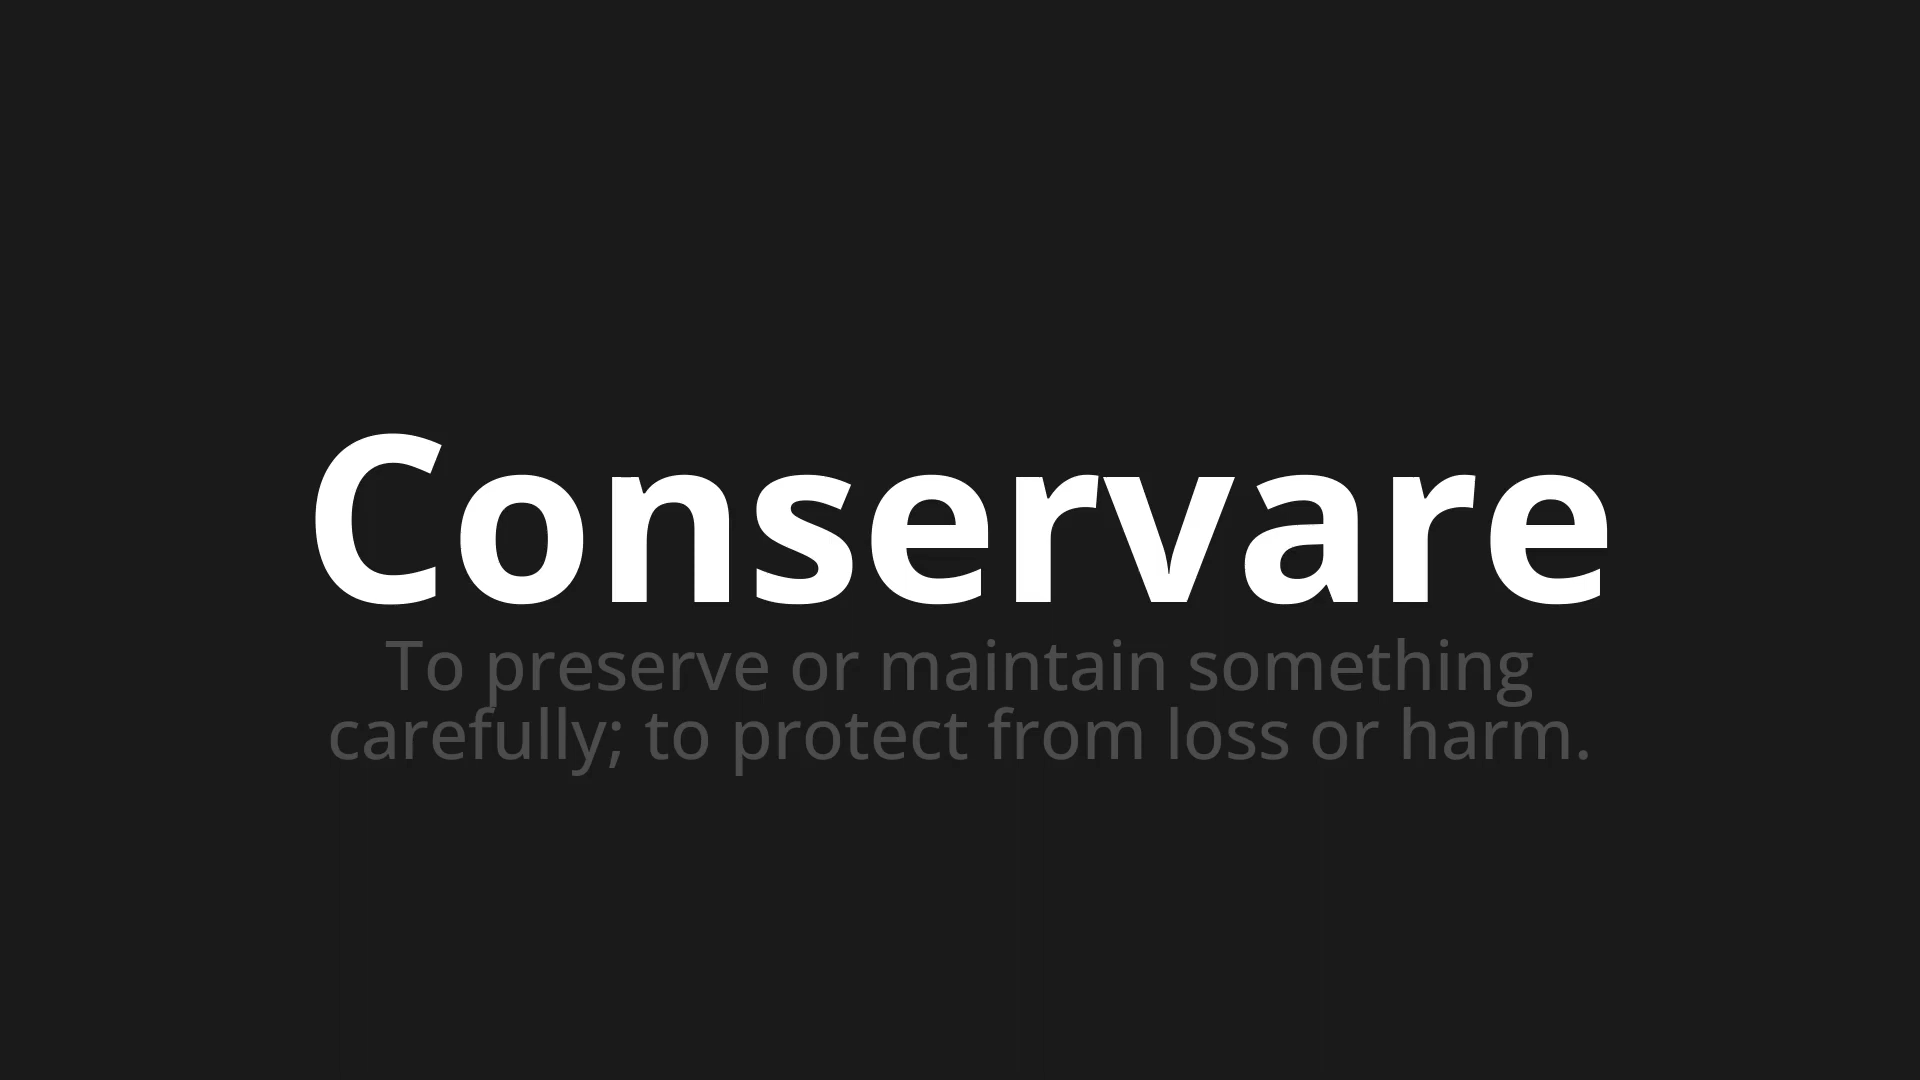 Conservare
To preserve or maintain something
carefully; to protect from loss or harm.